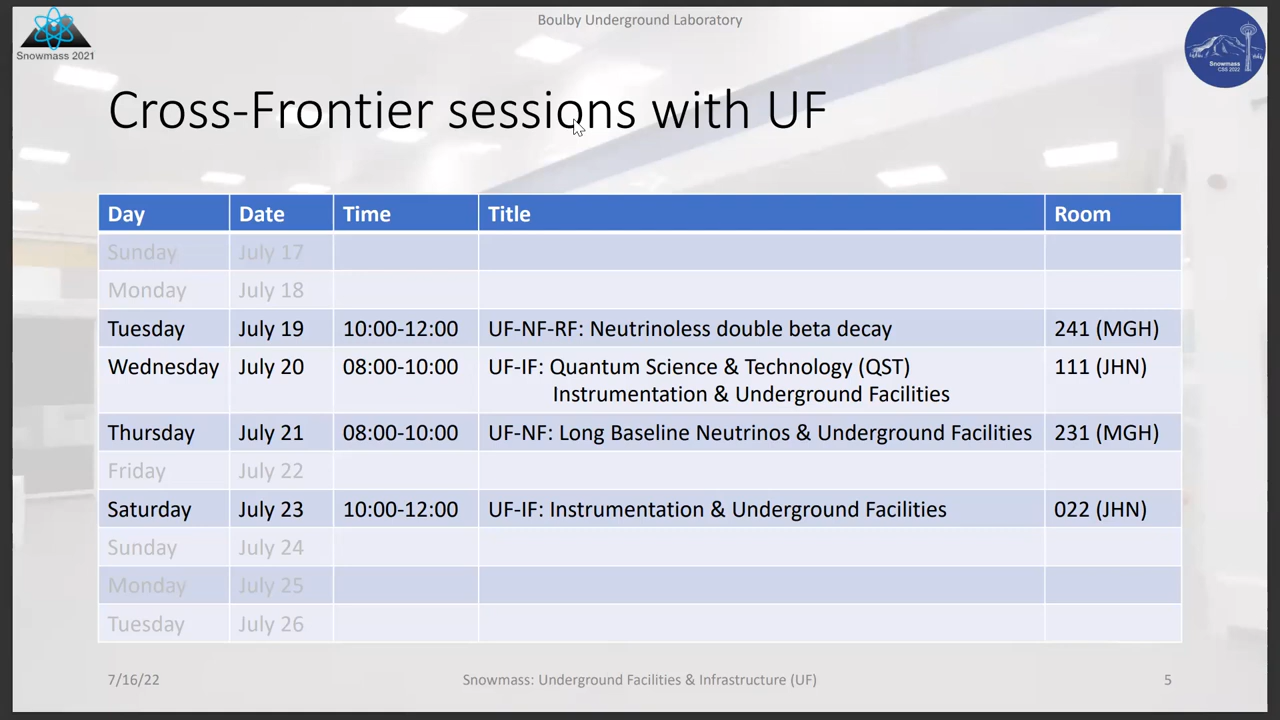 Boulby Underground Laboratory
Snowmass 2021
Snowmass
CSS 2022
Cross-Frontier sessions with UF
Day Date Time Title Room
Sunday July 17
Monday July 18
Tuesday July 19 10:00-12:00 UF-NF-RF: Neutrinoless double beta decay 241 (MGH)
Wednesday July 20 08:00-10:00 UF-IF: Quantum Science & Technology (QST) 111 (JHN)
Instrumentation & Underground Facilities
Thursday July 21 08:00-10:00 UF-NF: Long Baseline Neutrinos & Underground Facilities 231 (MGH)
Friday July 22
Saturday July 23 10:00-12:00 UF-IF: Instrumentation & Underground Facilities 022 (JHN)
Sunday July 24
Monday July 25
Tuesday July 26
7/16/22 Snowmass: Underground Facilities & Infrastructure (UF) 5